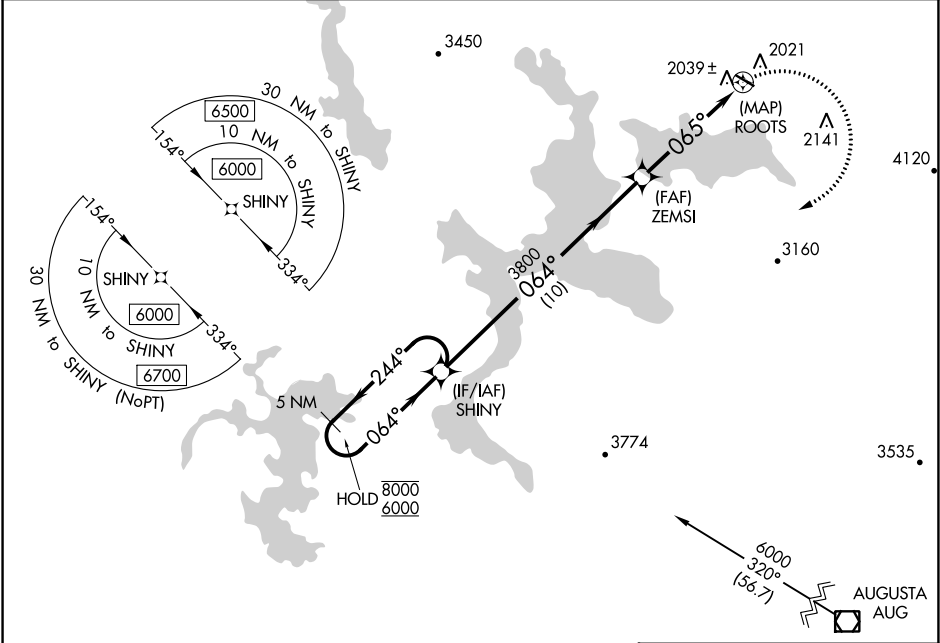 3450
2021
2039 ±
(MAP)
ROOTS
2141
4120
065°
(FAF)
ZEMSI
3160
30 NM to SHINY
6500
10 NM to SHINY
6000
154°
SHINY
334°
154°
SHINY
10 NM to SHINY
6000
334°
30 NM to SHINY (NoPT)
6700
3800
064°
(10)
244°
5 NM
064°
(IF/IAF)
SHINY
HOLD 8000
6000
3774
3535
6000
320°
(56.7)
AUGUSTA
AUG